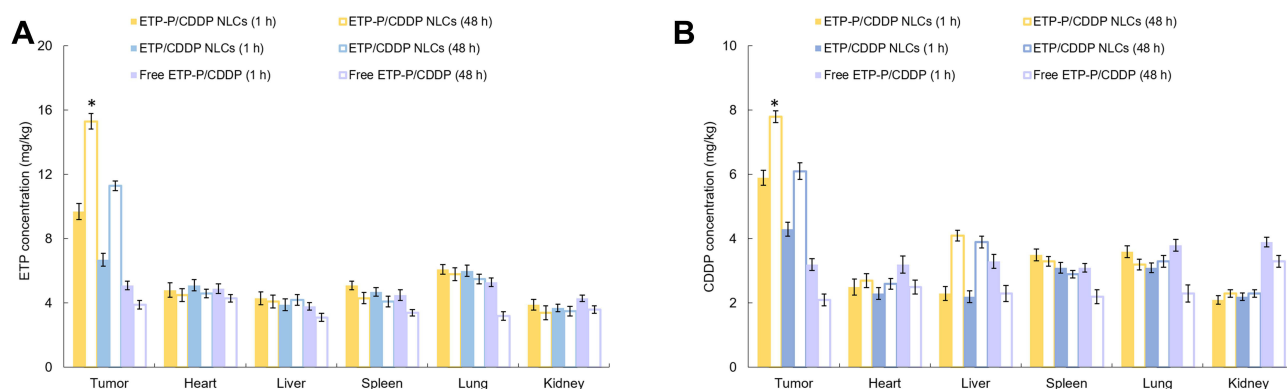 A
ETP-P/CDDP NLCs (1 h)
ETP-P/CDDP NLCs (48 h)
ETP/CDDP NLCs (1 h)
ETP/CDDP NLCs (48 h)
Free ETP-P/CDDP (1 h)
Free ETP-P/CDDP (48 h)
ETP concentration (mg/kg)
20
16
12
8
4
0
*
Tumor Heart Liver Spleen Lung Kidney
B
ETP-P/CDDP NLCs (1 h)
ETP-P/CDDP NLCs (48 h)
ETP/CDDP NLCs (1 h)
ETP/CDDP NLCs (48 h)
Free ETP-P/CDDP (1 h)
Free ETP-P/CDDP (48 h)
CDDP concentration (mg/kg)
10
8
6
4
2
0
*
Tumor Heart Liver Spleen Lung Kidney